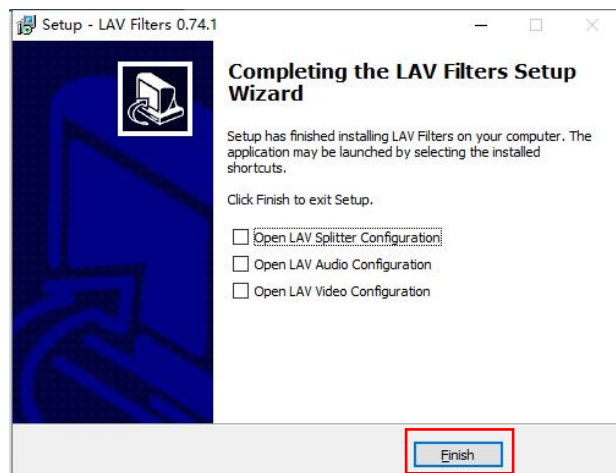 Setup - LAV Filters 0.74.1
Completing the LAV Filters Setup
Wizard
Setup has finished installing LAV Filters on your computer. The
application may be launched by selecting the installed
shortcuts.
Click Finish to exit Setup.
Open LAV Splitter Configuration
Open LAV Audio Configuration
Open LAV Video Configuration
Finish